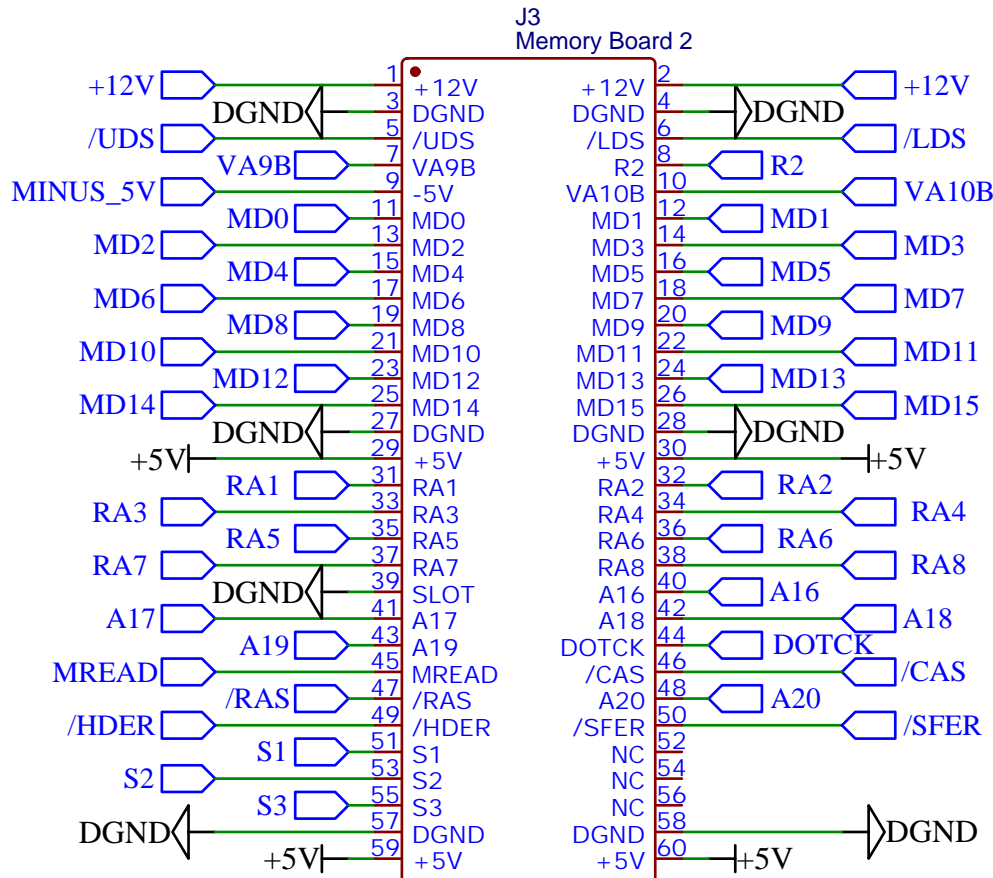 J3
Memory Board 2
+12V 1 +12V +12V 2 +12V
DGND 3 DGND DGND 4 DGND
/UDS 5 /UDS /LDS 6 /LDS
VA9B 7 VA9B R2 8 R2
MINUS_5V 9 -5V VA10B 10 VA10B
MD0 11 MD0 MD1 12 MD1
MD2 13 MD2 MD3 14 MD3
MD4 15 MD4 MD5 16 MD5
MD6 17 MD6 MD7 18 MD7
MD8 19 MD8 MD9 20 MD9
MD10 21 MD10 MD11 22 MD11
MD12 23 MD12 MD13 24 MD13
MD14 25 MD14 MD15 26 MD15
DGND 27 DGND DGND 28 DGND
+5V 29 +5V +5V 30 +5V
RA1 31 RA1 RA2 32 RA2
RA3 33 RA3 RA4 34 RA4
RA5 35 RA5 RA6 36 RA6
RA7 37 RA7 RA8 38 RA8
DGND 39 SLOT A16 40 A16
A17 41 A17 A18 42 A18
A19 43 A19 DOTCK 44 DOTCK
MREAD 45 MREAD /CAS 46 /CAS
/RAS 47 /RAS A20 48 A20
/HDER 49 /HDER /SFER 50 /SFER
S1 51 S1 NC 52
S2 53 S2 NC 54
S3 55 S3 NC 56
DGND 57 DGND DGND 58 DGND
+5V 59 +5V +5V 60 +5V